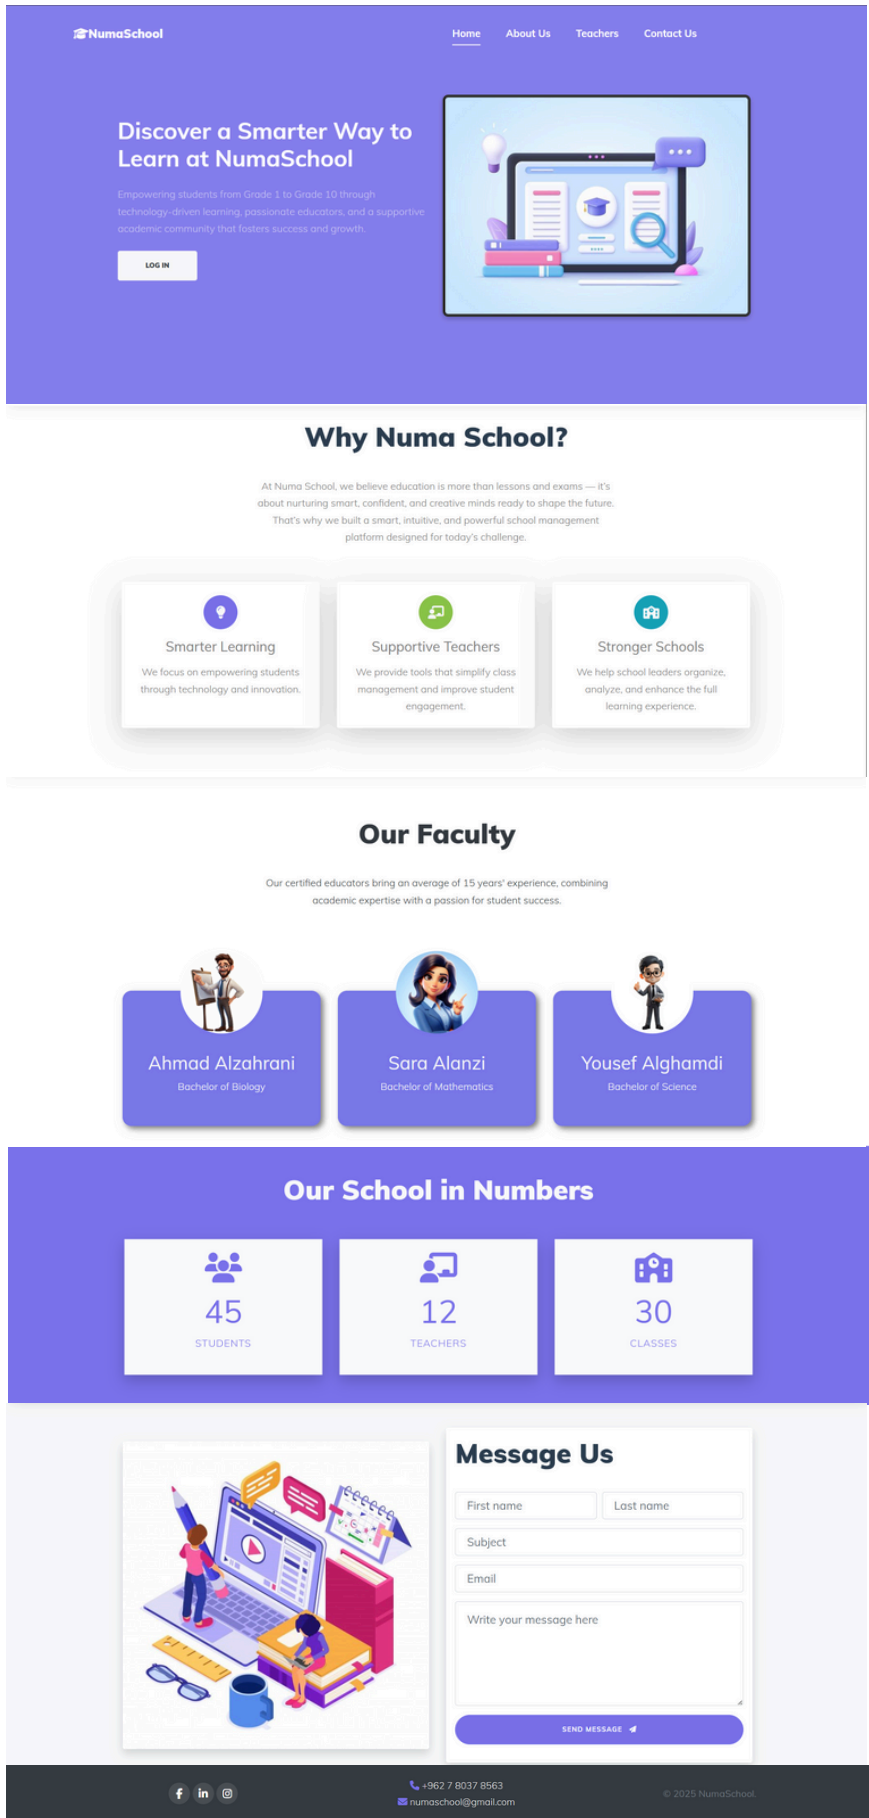 NumaSchool
Home
About Us
Teachers
Contact Us
Discover a Smarter Way to
Learn at NumaSchool
Empowering students from Grade 1 to Grade 10 through
technology-driven learning, passionate educators, and a supportive
academic community that fosters success and growth.
LOG IN
Why Numa School?
At Numa School, we believe education is more than lessons and exams — it's
about nurturing smart, confident, and creative minds ready to shape the future.
That's why we built a smart, intuitive, and powerful school management
platform designed for today's challenge.
Smarter Learning
We focus on empowering students
through technology and innovation.
Supportive Teachers
We provide tools that simplify class
management and improve student
engagement.
Stronger Schools
We help school leaders organize,
analyze, and enhance the full
learning experience.
Our Faculty
Our certified educators bring an average of 15 years' experience, combining
academic expertise with a passion for student success.
Ahmad Alzahrani
Bachelor of Biology
Sara Alanzi
Bachelor of Mathematics
Yousef Alghamdi
Bachelor of Science
Our School in Numbers
45
STUDENTS
12
TEACHERS
30
CLASSES
Message Us
First name
Last name
Subject
Email
Write your message here
SEND MESSAGE
+962 7 8037 8563
numaschool@gmail.com
© 2025 NumaSchool.